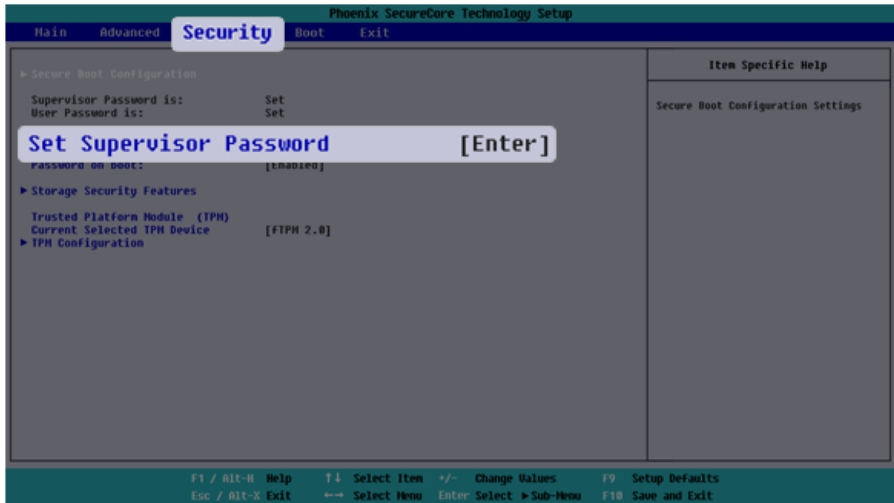 Phoenix SecureCore Technology Setup
Main Advanced Security Boot Exit
Item Specific Help
▶ Secure Boot Configuration
Supervisor Password is: Set
User Password is: Set
Secure Boot Configuration Settings
Set Supervisor Password [Enter]
Password on boot: [Enabled]
▶ Storage Security Features
Trusted Platform Module (TPM)
Current Selected TPM Device [fTPM 2.0]
▶ TPM Configuration
F1 / Alt-H Help ↑↓ Select Item +/- Change Values F9 Setup Defaults
Esc / Alt-X Exit ←→ Select Menu Enter Select ▶ Sub-Menu F10 Save and Exit